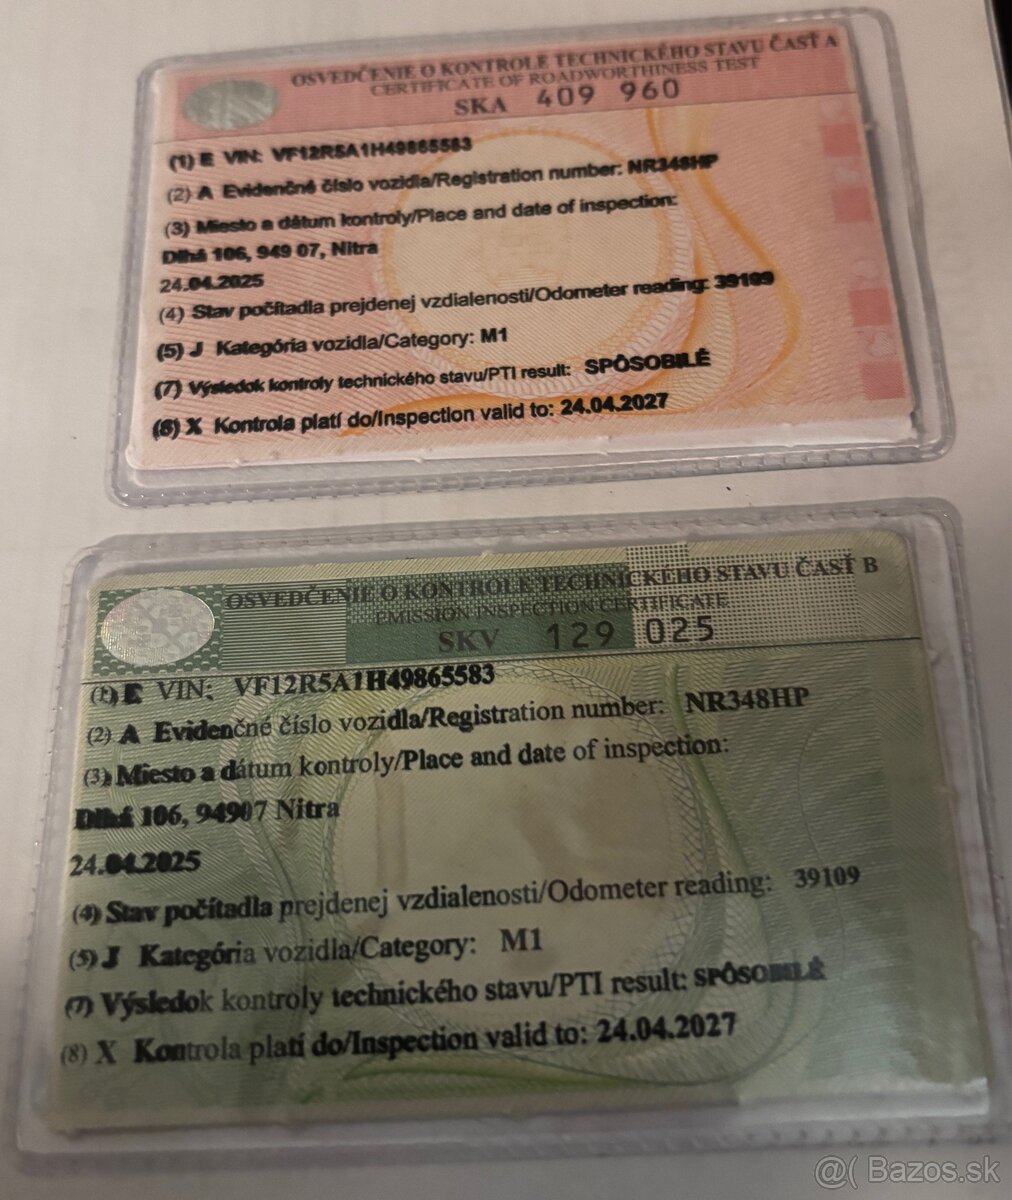 OSVEDČENIE O KONTROLE TECHNICKÉHO STAVU ČASŤ A
CERTIFICATE OF ROADWORTHINESS TEST
SKA 409 960
(1) E VIN: VF12R5A1H49865583
(2) A Evidenčné číslo vozidla/Registration number: NR348HP
(3) Miesto a dátum kontroly/Place and date of inspection:
Dlhá 106, 949 07, Nitra
24.04.2025
(4) Stav počítadla prejdenej vzdialenosti/Odometer reading: 39109
(5) J Kategória vozidla/Category: M1
(7) Výsledok kontroly technického stavu/PTI result: SPÔSOBILÉ
(8) X Kontrola platí do/Inspection valid to: 24.04.2027
OSVEDČENIE O KONTROLE TECHNICKÉHO STAVU ČASŤ B
EMISSION INSPECTION CERTIFICATE
SKV 129 025
(1) E VIN: VF12R5A1H49865583
(2) A Evidenčné číslo vozidla/Registration number: NR348HP
(3) Miesto a dátum kontroly/Place and date of inspection:
Dlhá 106, 94907 Nitra
24.04.2025
(4) Stav počítadla prejdenej vzdialenosti/Odometer reading: 39109
(5) J Kategória vozidla/Category: M1
(7) Výsledok kontroly technického stavu/PTI result: SPÔSOBILÉ
(8) X Kontrola platí do/Inspection valid to: 24.04.2027
@( Bazos.sk